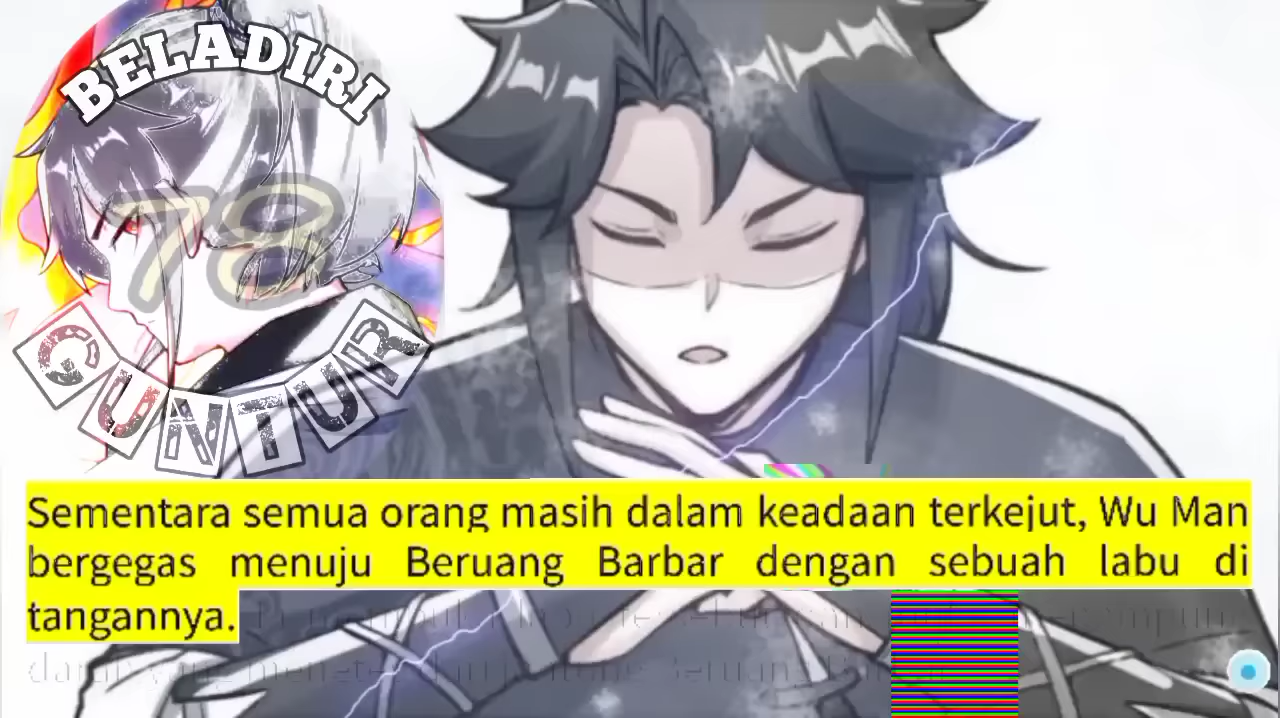 BELADIRI
78
GUNTUR
Sementara semua orang masih dalam keadaan terkejut, Wu Man
bergegas menuju Beruang Barbar dengan sebuah labu di
tangannya.